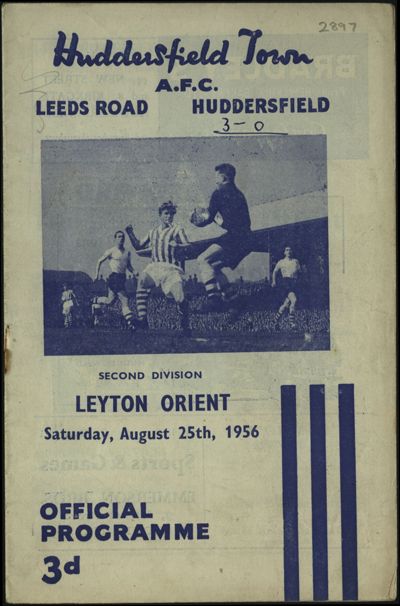 2897
Huddersfield Town
A.F.C.
LEEDS ROAD HUDDERSFIELD
3-0
SECOND DIVISION
LEYTON ORIENT
Saturday, August 25th, 1956
OFFICIAL
PROGRAMME
3d